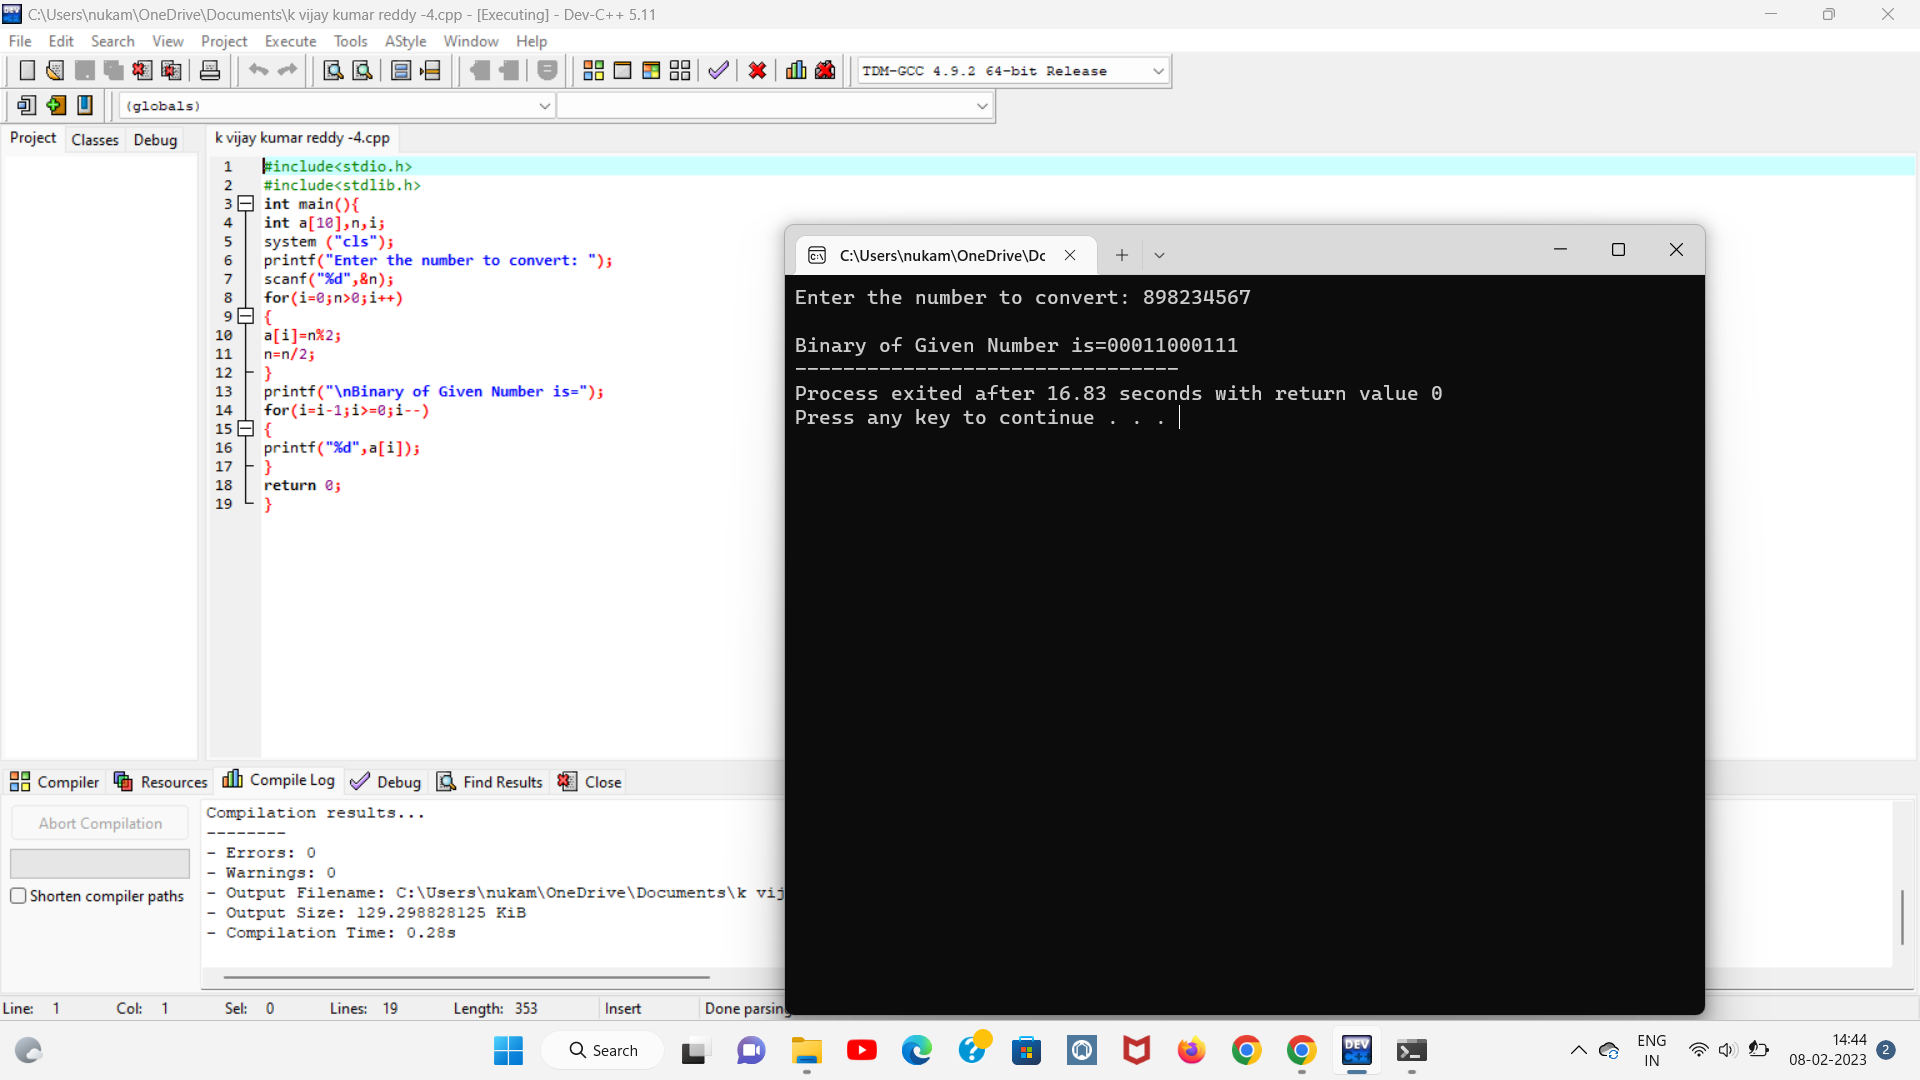 C:\Users\nukam\OneDrive\Documents\k vijay kumar reddy -4.cpp - [Executing] - Dev-C++ 5.11
File Edit Search View Project Execute Tools AStyle Window Help
TDM-GCC 4.9.2 64-bit Release
(globals)
Project Classes Debug
k vijay kumar reddy -4.cpp
1 #include<stdio.h>
2 #include<stdlib.h>
3 int main(){
4 int a[10],n,i;
5 system ("cls");
6 printf("Enter the number to convert: ");
7 scanf("%d",&n);
8 for(i=0;n>0;i++)
9 {
10 a[i]=n%2;
11 n=n/2;
12 }
13 printf("\nBinary of Given Number is=");
14 for(i=i-1;i>=0;i--)
15 {
16 printf("%d",a[i]);
17 }
18 return 0;
19 }
C:\Users\nukam\OneDrive\Dc
Enter the number to convert: 898234567
Binary of Given Number is=00011000111
--------------------------------
Process exited after 16.83 seconds with return value 0
Press any key to continue . . .
Compiler Resources Compile Log Debug Find Results Close
Abort Compilation
Shorten compiler paths
Compilation results...
--------
- Errors: 0
- Warnings: 0
- Output Filename: C:\Users\nukam\OneDrive\Documents\k vij
- Output Size: 129.298828125 KiB
- Compilation Time: 0.28s
Line: 1 Col: 1 Sel: 0 Lines: 19 Length: 353 Insert Done parsing
Search
DEV C++
ENG
IN
14:44
08-02-2023
2